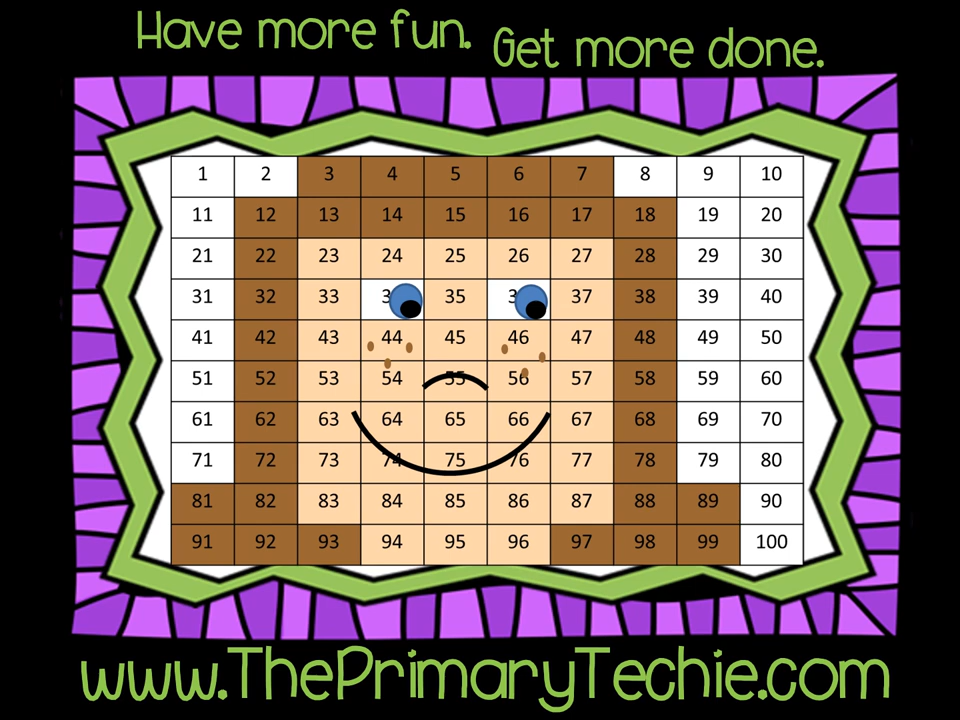 Have more fun. Get more done.
1 2 3 4 5 6 7 8 9 10
11 12 13 14 15 16 17 18 19 20
21 22 23 24 25 26 27 28 29 30
31 32 33 35 37 38 39 40
41 42 43 44 45 46 47 48 49 50
51 52 53 54 55 56 57 58 59 60
61 62 63 64 65 66 67 68 69 70
71 72 73 74 75 76 77 78 79 80
81 82 83 84 85 86 87 88 89 90
91 92 93 94 95 96 97 98 99 100
www.ThePrimaryTechie.com